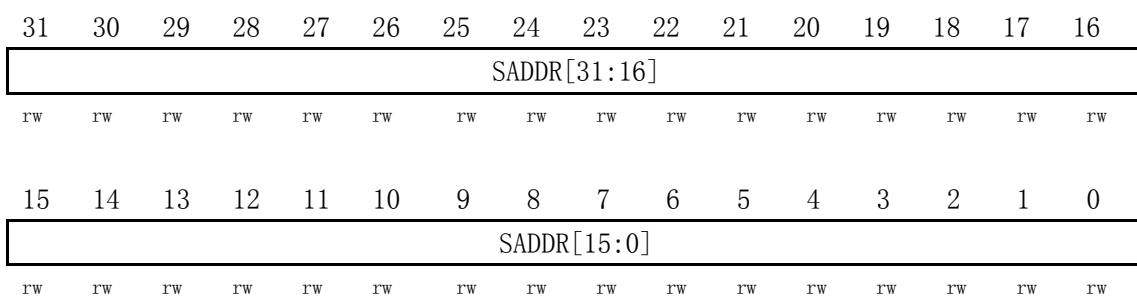 31 30 29 28 27 26 25 24 23 22 21 20 19 18 17 16
SADDR[31:16]
rw rw rw rw rw rw rw rw rw rw rw rw rw rw rw rw
15 14 13 12 11 10 9 8 7 6 5 4 3 2 1 0
SADDR[15:0]
rw rw rw rw rw rw rw rw rw rw rw rw rw rw rw rw